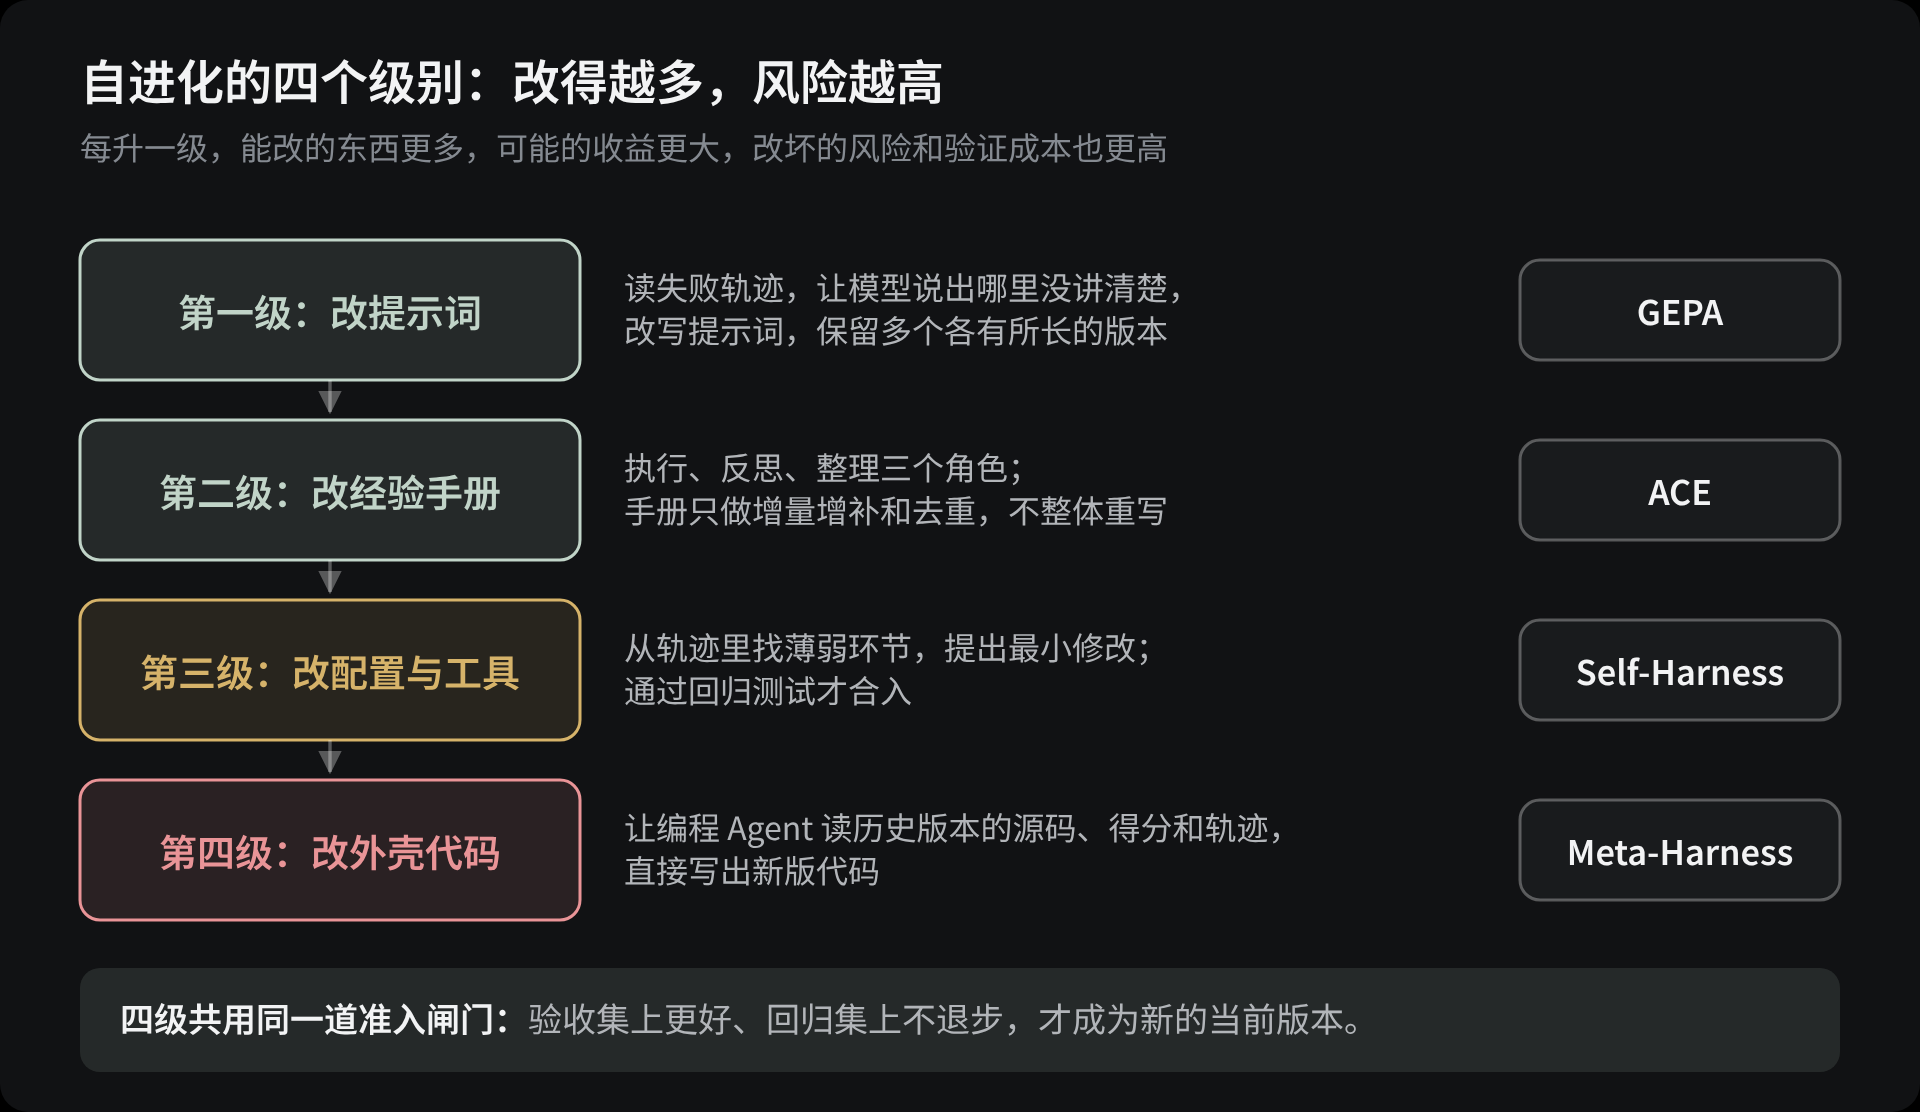 自进化的四个级别：改得越多，风险越高
每升一级，能改的东西更多，可能的收益更大，改坏的风险和验证成本也更高
第一级：改提示词
读失败轨迹，让模型说出哪里没讲清楚，
改写提示词，保留多个各有所长的版本
GEPA
第二级：改经验手册
执行、反思、整理三个角色；
手册只做增量增补和去重，不整体重写
ACE
第三级：改配置与工具
从轨迹里找薄弱环节，提出最小修改；
通过回归测试才合入
Self-Harness
第四级：改外壳代码
让编程 Agent 读历史版本的源码、得分和轨迹，
直接写出新版代码
Meta-Harness
四级共用同一道准入闸门：验收集上更好、回归集上不退步，才成为新的当前版本。